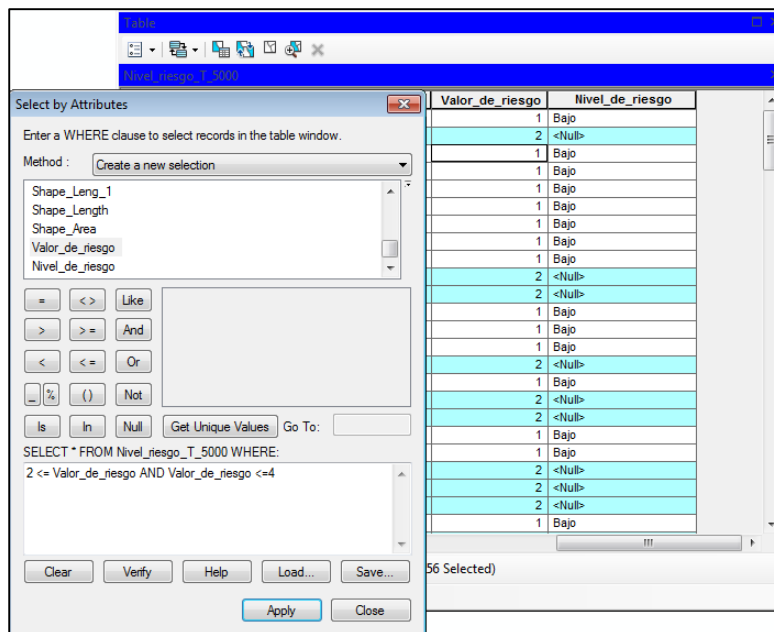 Table
Nivel_riesgo_T_5000
Select by Attributes
Enter a WHERE clause to select records in the table window.
Method :
Create a new selection
Shape_Leng_1
Shape_Length
Shape_Area
Valor_de_riesgo
Nivel_de_riesgo
= < > Like
> > = And
< < = Or
_ % () Not
Is In Null Get Unique Values Go To:
SELECT * FROM Nivel_riesgo_T_5000 WHERE:
2 <= Valor_de_riesgo AND Valor_de_riesgo <=4
Clear Verify Help Load... Save...
Apply Close
Valor_de_riesgo Nivel_de_riesgo
1 Bajo
2 <Null>
1 Bajo
1 Bajo
1 Bajo
1 Bajo
1 Bajo
1 Bajo
1 Bajo
2 <Null>
2 <Null>
1 Bajo
1 Bajo
1 Bajo
2 <Null>
1 Bajo
2 <Null>
2 <Null>
1 Bajo
1 Bajo
2 <Null>
2 <Null>
2 <Null>
1 Bajo
56 Selected)